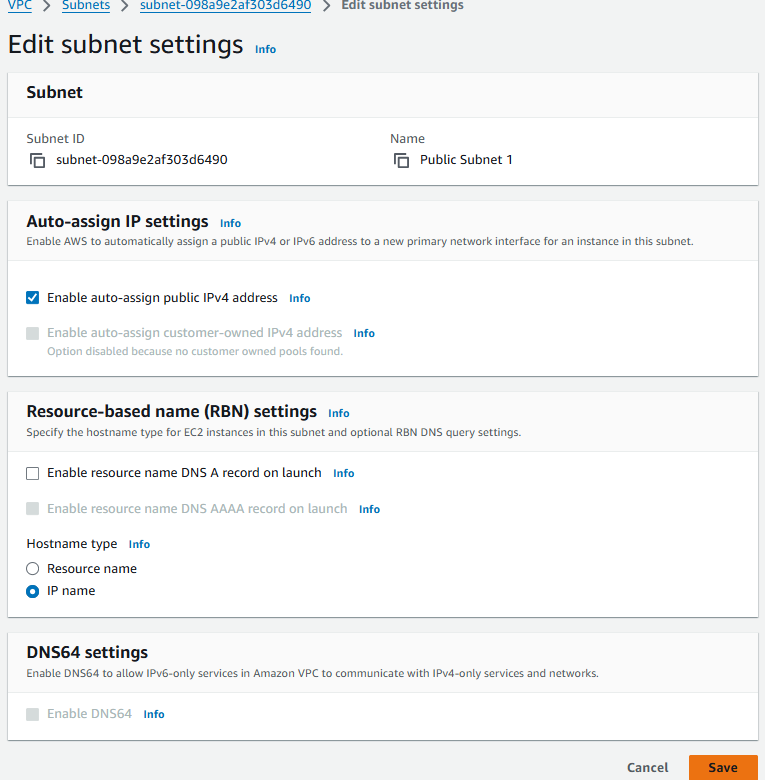 VPC > Subnets > subnet-098a9e2af303d6490 > Edit subnet settings
Edit subnet settings Info
Subnet
Subnet ID Name
subnet-098a9e2af303d6490 Public Subnet 1
Auto-assign IP settings Info
Enable AWS to automatically assign a public IPv4 or IPv6 address to a new primary network interface for an instance in this subnet.
Enable auto-assign public IPv4 address Info
Enable auto-assign customer-owned IPv4 address Info
Option disabled because no customer owned pools found.
Resource-based name (RBN) settings Info
Specify the hostname type for EC2 instances in this subnet and optional RBN DNS query settings.
Enable resource name DNS A record on launch Info
Enable resource name DNS AAAA record on launch Info
Hostname type Info
Resource name
IP name
DNS64 settings
Enable DNS64 to allow IPv6-only services in Amazon VPC to communicate with IPv4-only services and networks.
Enable DNS64 Info
Cancel Save